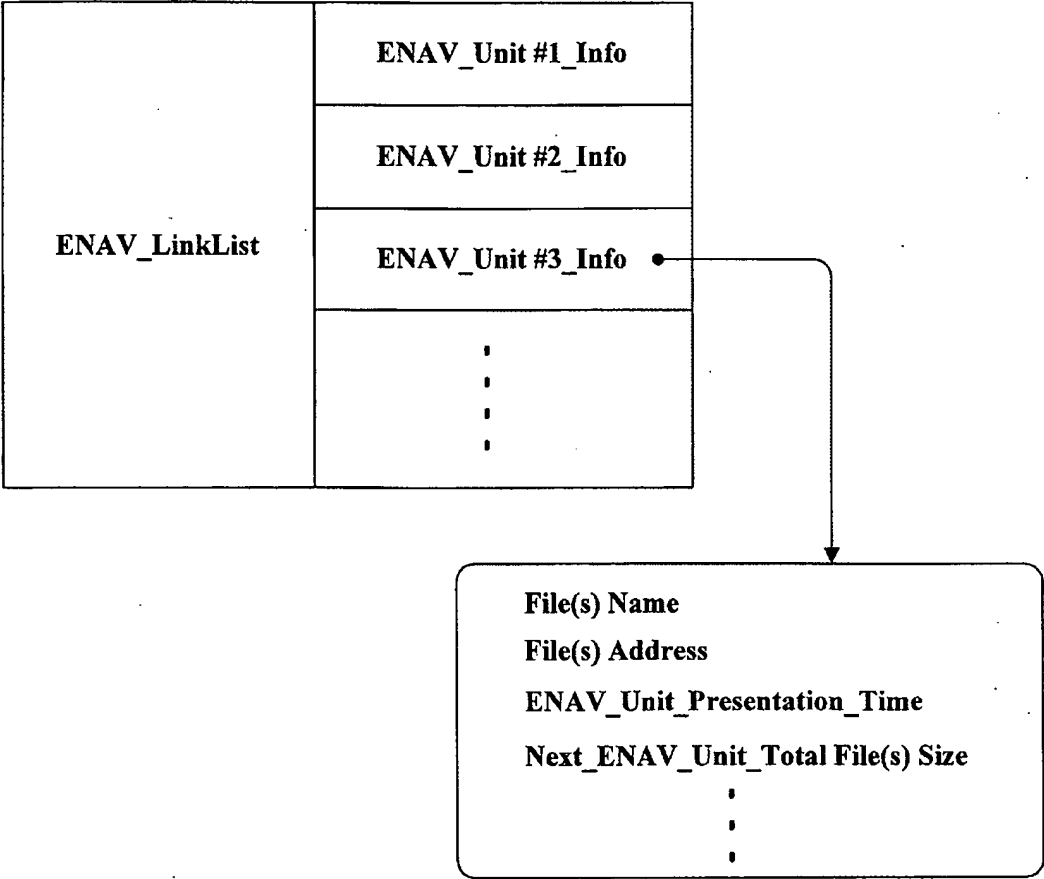 ENAV_LinkList
ENAV_Unit #1_Info
ENAV_Unit #2_Info
ENAV_Unit #3_Info
File(s) Name
File(s) Address
ENAV_Unit_Presentation_Time
Next_ENAV_Unit_Total File(s) Size